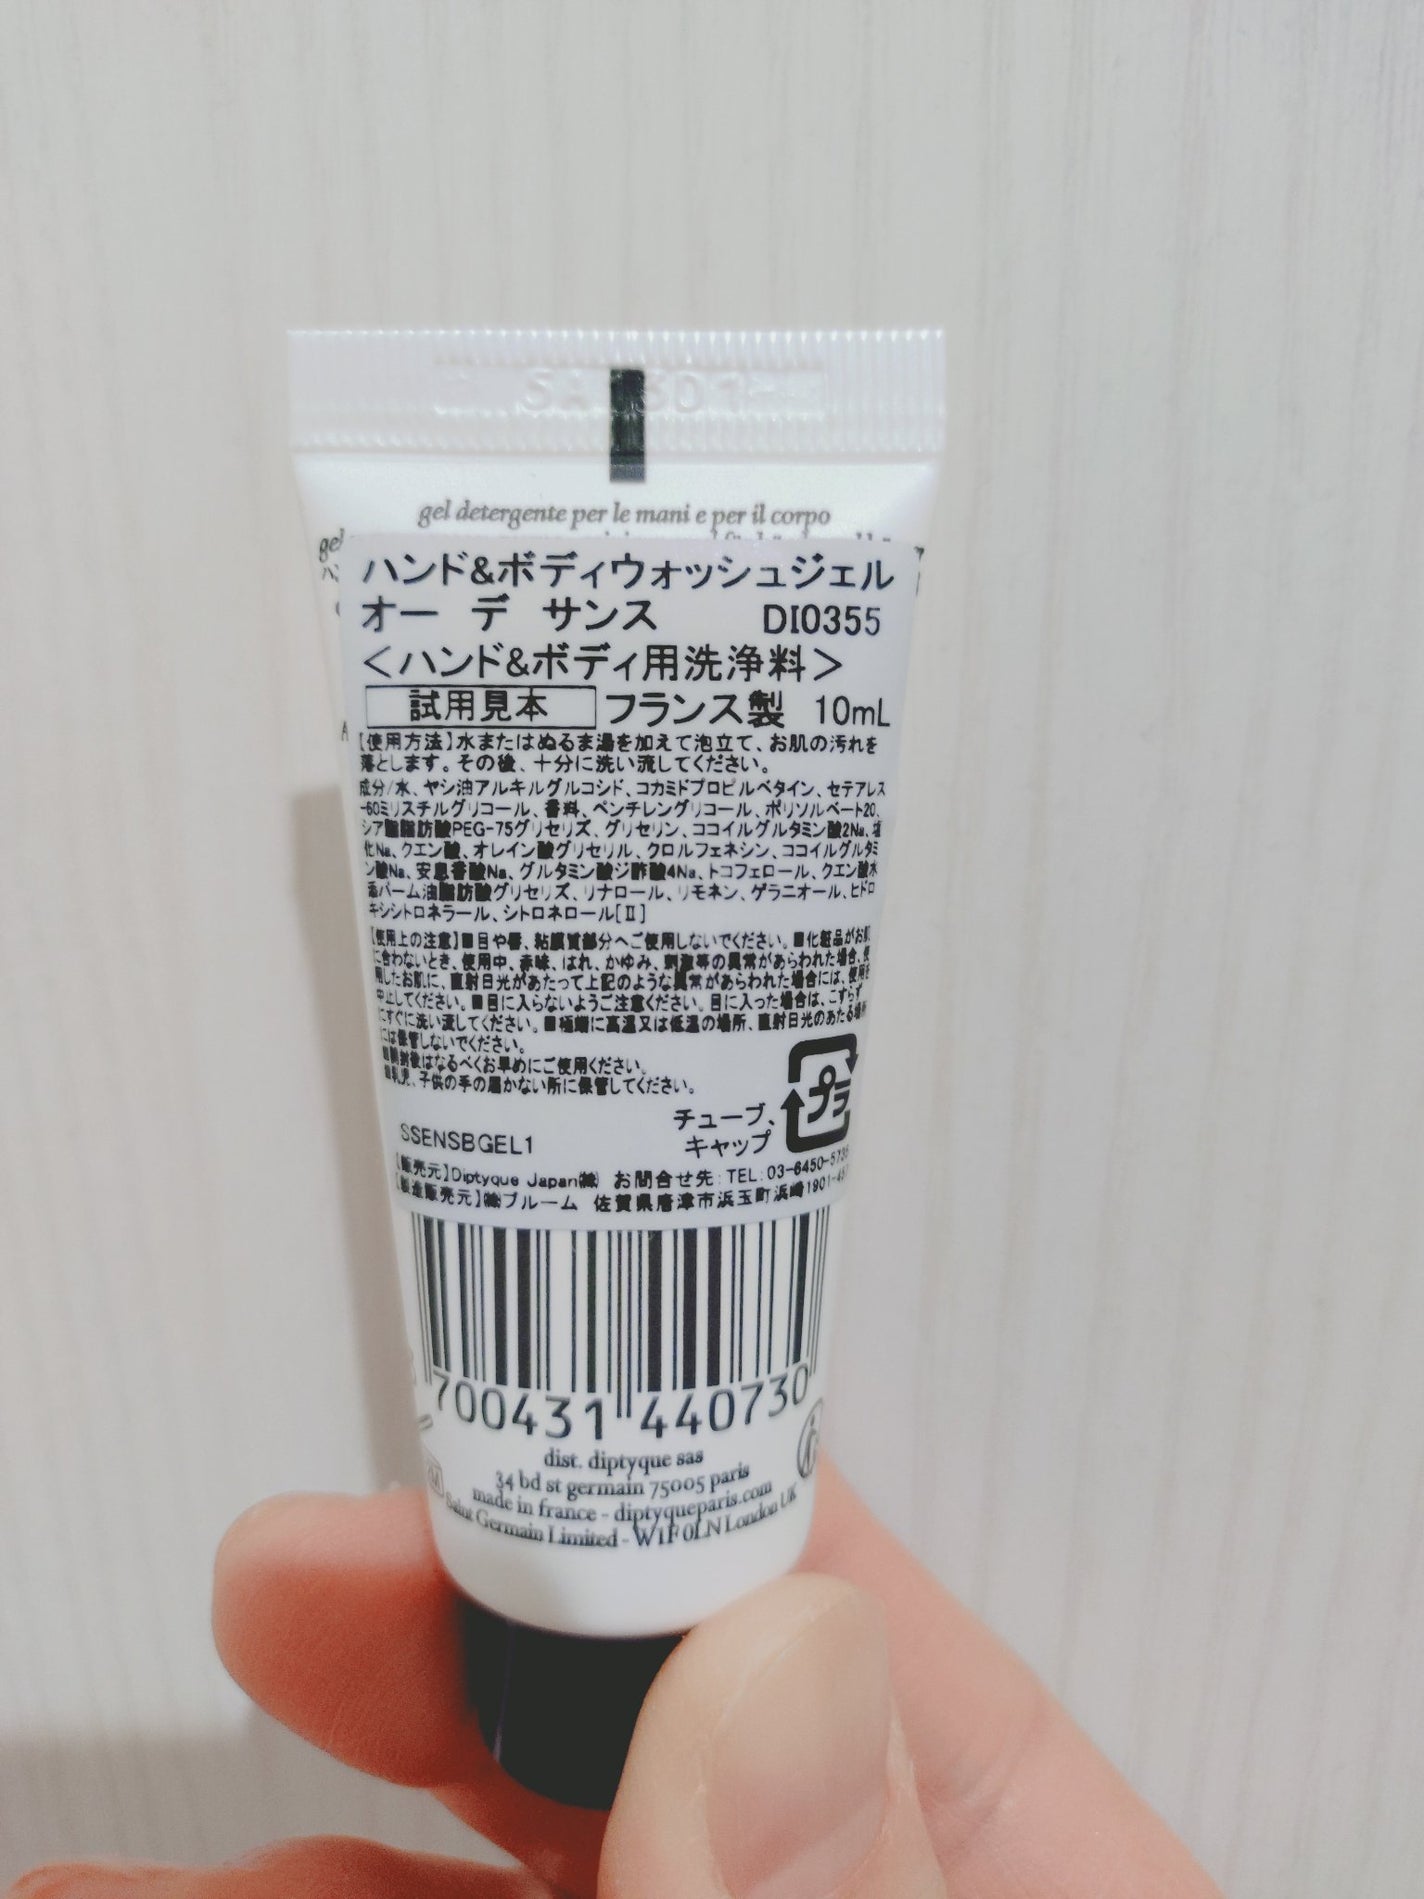 gel detergente per le mani e per il corpo
ハンド&ボディウォッシュジェル
オー デ サンス DI0355
＜ハンド&ボディ用洗浄料＞
試用見本 フランス製 10mL
【使用方法】水またはぬるま湯を加えて泡立て、お肌の汚れを
落とします。その後、十分に洗い流してください。
成分/水、ヤシ油アルキルグルコシド、コカミドプロピルベタイン、セテアレス
-60ミリスチルグリコール、香料、ペンチレングリコール、ポリソルベート20、
シア脂脂肪酸PEG-75グリセリズ、グリセリン、ココイルグルタミン酸2Na、塩
化Na、クエン酸、オレイン酸グリセリル、クロルフェネシン、ココイルグルタミ
ン酸Na、安息香酸Na、グルタミン酸ジ酢酸4Na、トコフェロール、クエン酸水
添パーム油脂肪酸グリセリズ、リナロール、リモネン、ゲラニオール、ヒドロ
キシシトロネラール、シトロネロール[Ⅱ]
【使用上の注意】■目や唇、粘膜質部分へご使用しないでください。■化粧品がお肌
に合わないとき、使用中、赤味、はれ、かゆみ、刺激等の異常があらわれた場合、使
用したお肌に、直射日光があたって上記のような異常があらわれた場合には、使用を
中止してください。■目に入らないようご注意ください。目に入った場合は、こすらず
にすぐに洗い流してください。■極端に高温又は低温の場所、直射日光のあたる場所
には保管しないでください。
■開封後はなるべくお早めにご使用ください。
■乳児、子供の手の届かない所に保管してください。
プラ
チューブ、
キャップ
SSENSBGEL1
【販売元】Diptyque Japan㈱ お問合せ先：TEL:03-6450-
【製造販売元】㈱ブルーム 佐賀県唐津市浜玉町浜崎1901-
700431 440730
dist. diptyque sas
34 bd st germain 75005 paris
made in france - diptyqueparis.com
Saint Germain Limited - W1F 0LN London UK